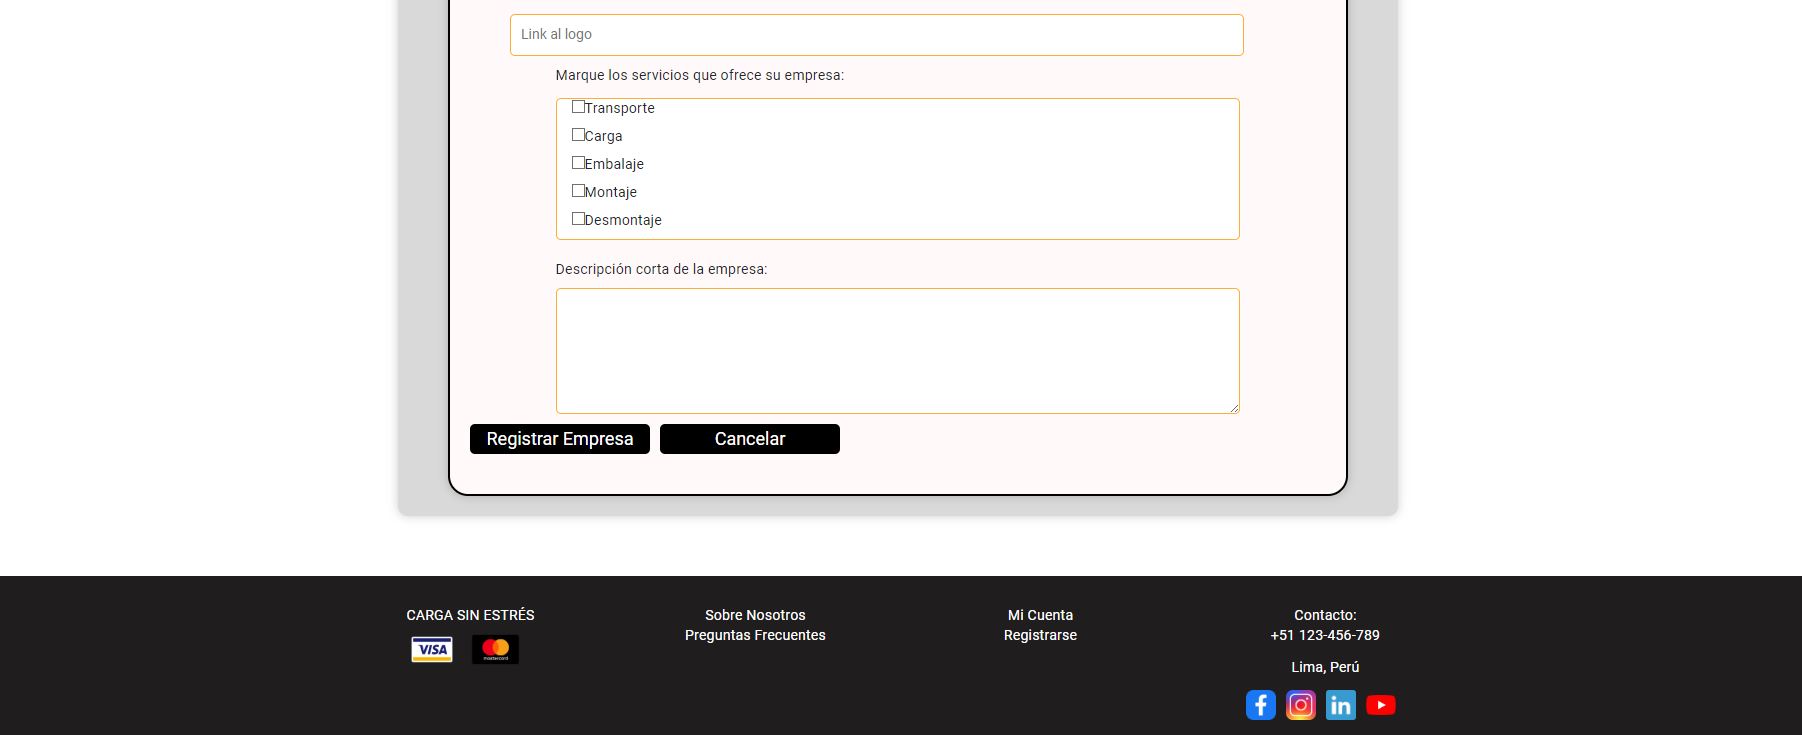 Link al logo
Marque los servicios que ofrece su empresa:
Transporte
Carga
Embalaje
Montaje
Desmontaje
Descripción corta de la empresa:
Registrar Empresa
Cancelar
CARGA SIN ESTRÉS
VISA
mastercard
Sobre Nosotros
Preguntas Frecuentes
Mi Cuenta
Registrarse
Contacto:
+51 123-456-789
Lima, Perú